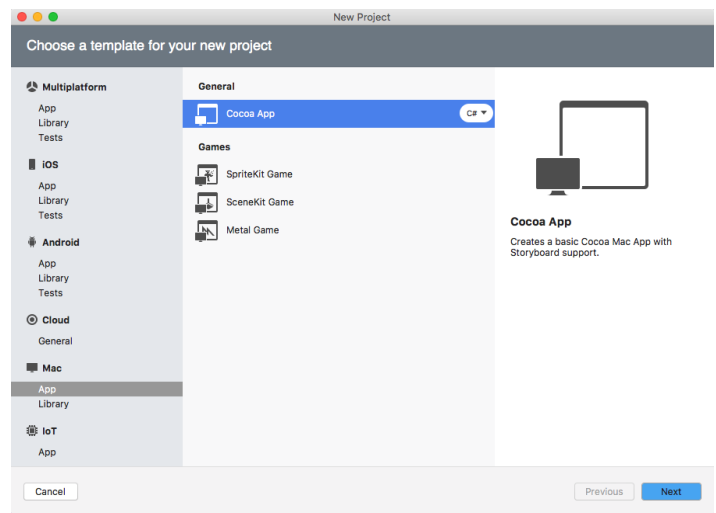 New Project
Choose a template for your new project
Multiplatform
App
Library
Tests
iOS
App
Library
Tests
Android
App
Library
Tests
Cloud
General
Mac
App
Library
IoT
App
General
Cocoa App
C#
Games
SpriteKit Game
SceneKit Game
Metal Game
Cocoa App
Creates a basic Cocoa Mac App with
Storyboard support.
Cancel
Previous
Next